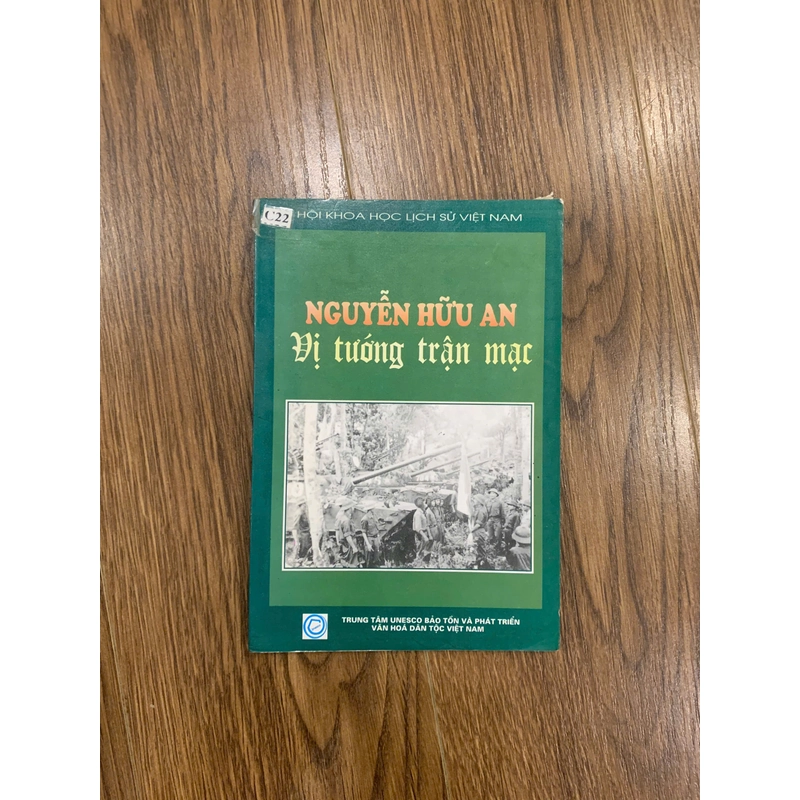 C22
HỘI KHOA HỌC LỊCH SỬ VIỆT NAM
NGUYỄN HỮU AN
Vị tướng trận mạc
TRUNG TÂM UNESCO BẢO TỒN VÀ PHÁT TRIỂN
VĂN HOÁ DÂN TỘC VIỆT NAM